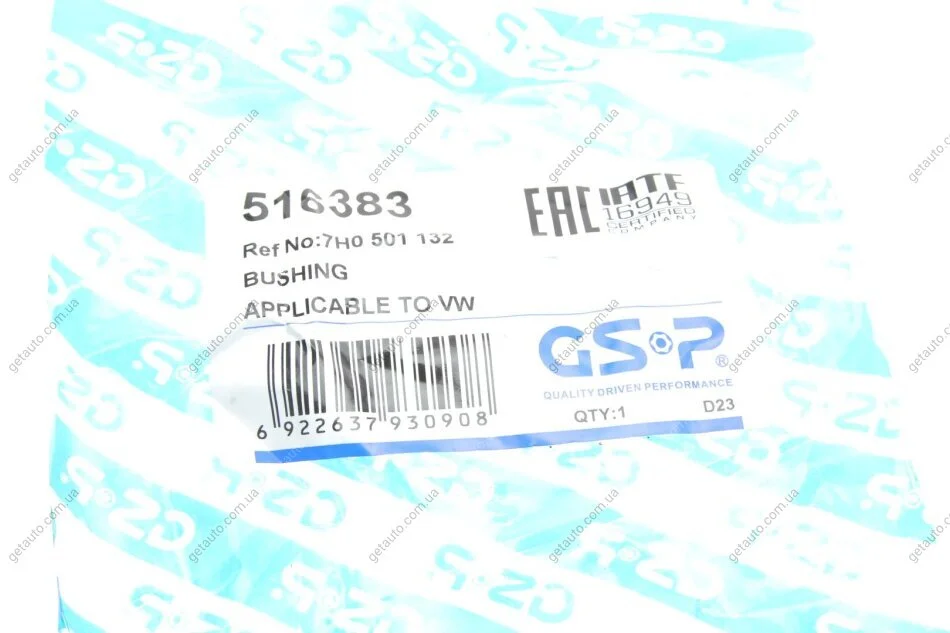 516383
Ref No:7H0 501 132
BUSHING
APPLICABLE TO VW
EAC
IATF
16949
CERTIFIED
COMPANY
GSP®
QUALITY DRIVEN PERFORMANCE
QTY:1
D23
6 922637 930908
getauto.com.ua